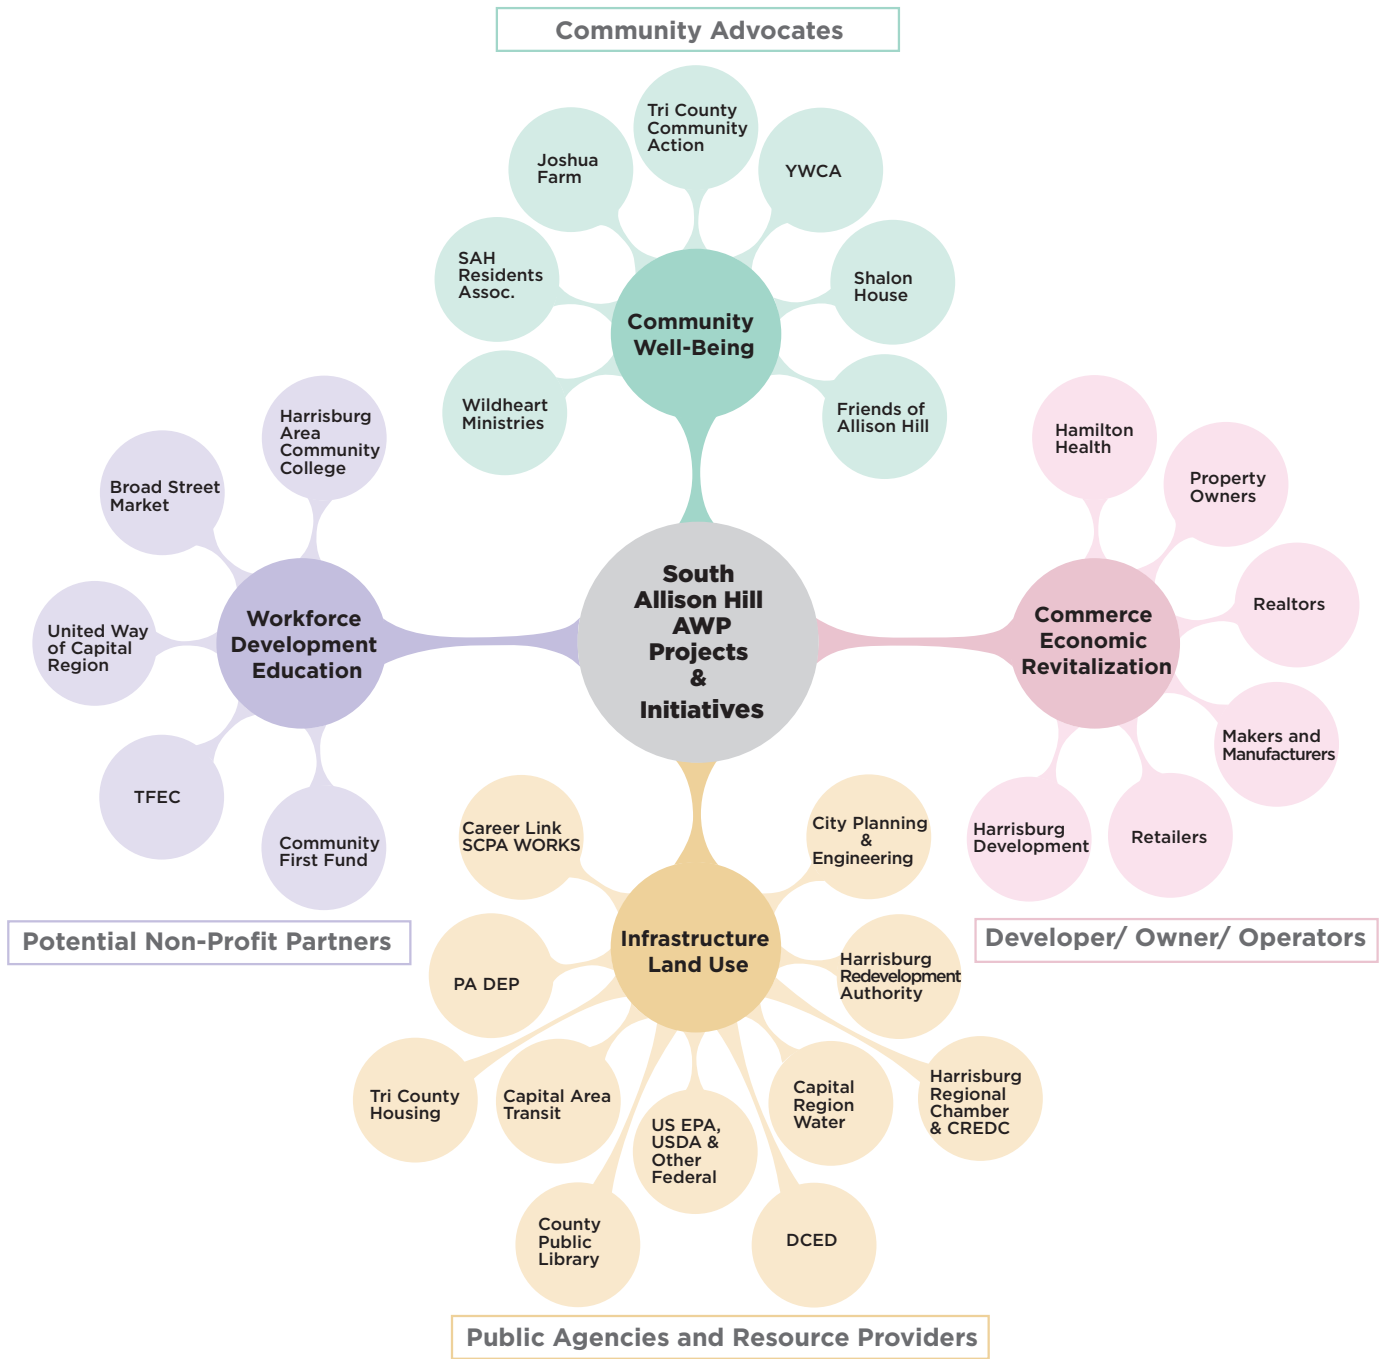 Community Advocates
Tri County
Community
Action
Joshua
Farm
YWCA
SAH
Residents
Assoc.
Shalon
House
Community
Well-Being
Wildheart
Ministries
Friends of
Allison Hill
Harrisburg
Area
Community
College
Broad Street
Market
United Way
of Capital
Region
Workforce
Development
Education
TFEC
Community
First Fund
Potential Non-Profit Partners
South
Allison Hill
AWP
Projects
&
Initiatives
Hamilton
Health
Property
Owners
Realtors
Commerce
Economic
Revitalization
Makers and
Manufacturers
Harrisburg
Development
Retailers
Developer/ Owner/ Operators
Career Link
SCPA WORKS
City Planning
&
Engineering
Infrastructure
Land Use
PA DEP
Harrisburg
Redevelopment
Authority
Tri County
Housing
Capital Area
Transit
US EPA,
USDA &
Other
Federal
Capital
Region
Water
Harrisburg
Regional
Chamber
& CREDC
County
Public
Library
DCED
Public Agencies and Resource Providers